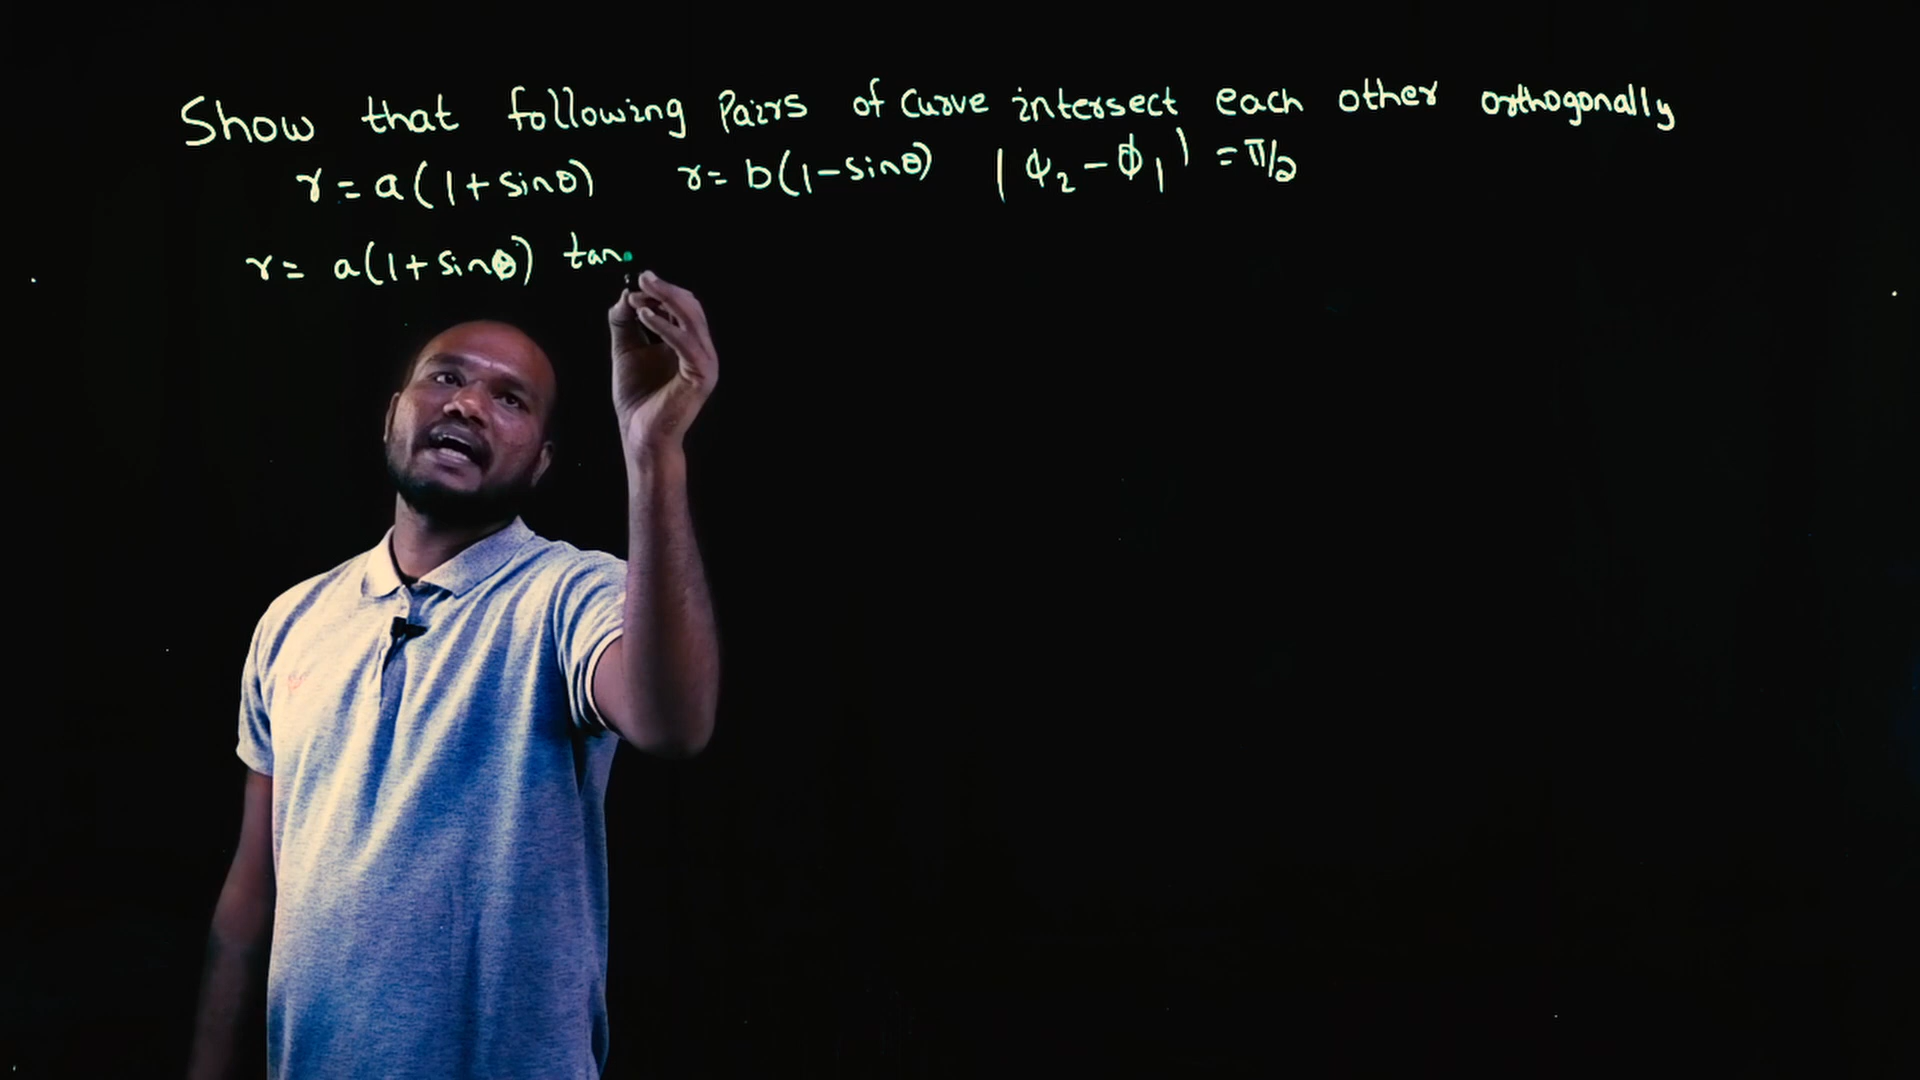 Show that following Pairs of Curve intersect each other orthogonally
r = a(1+sinθ) r = b(1-sinθ) |ϕ₂-ϕ₁| = π/2
r = a(1+sinθ) tan